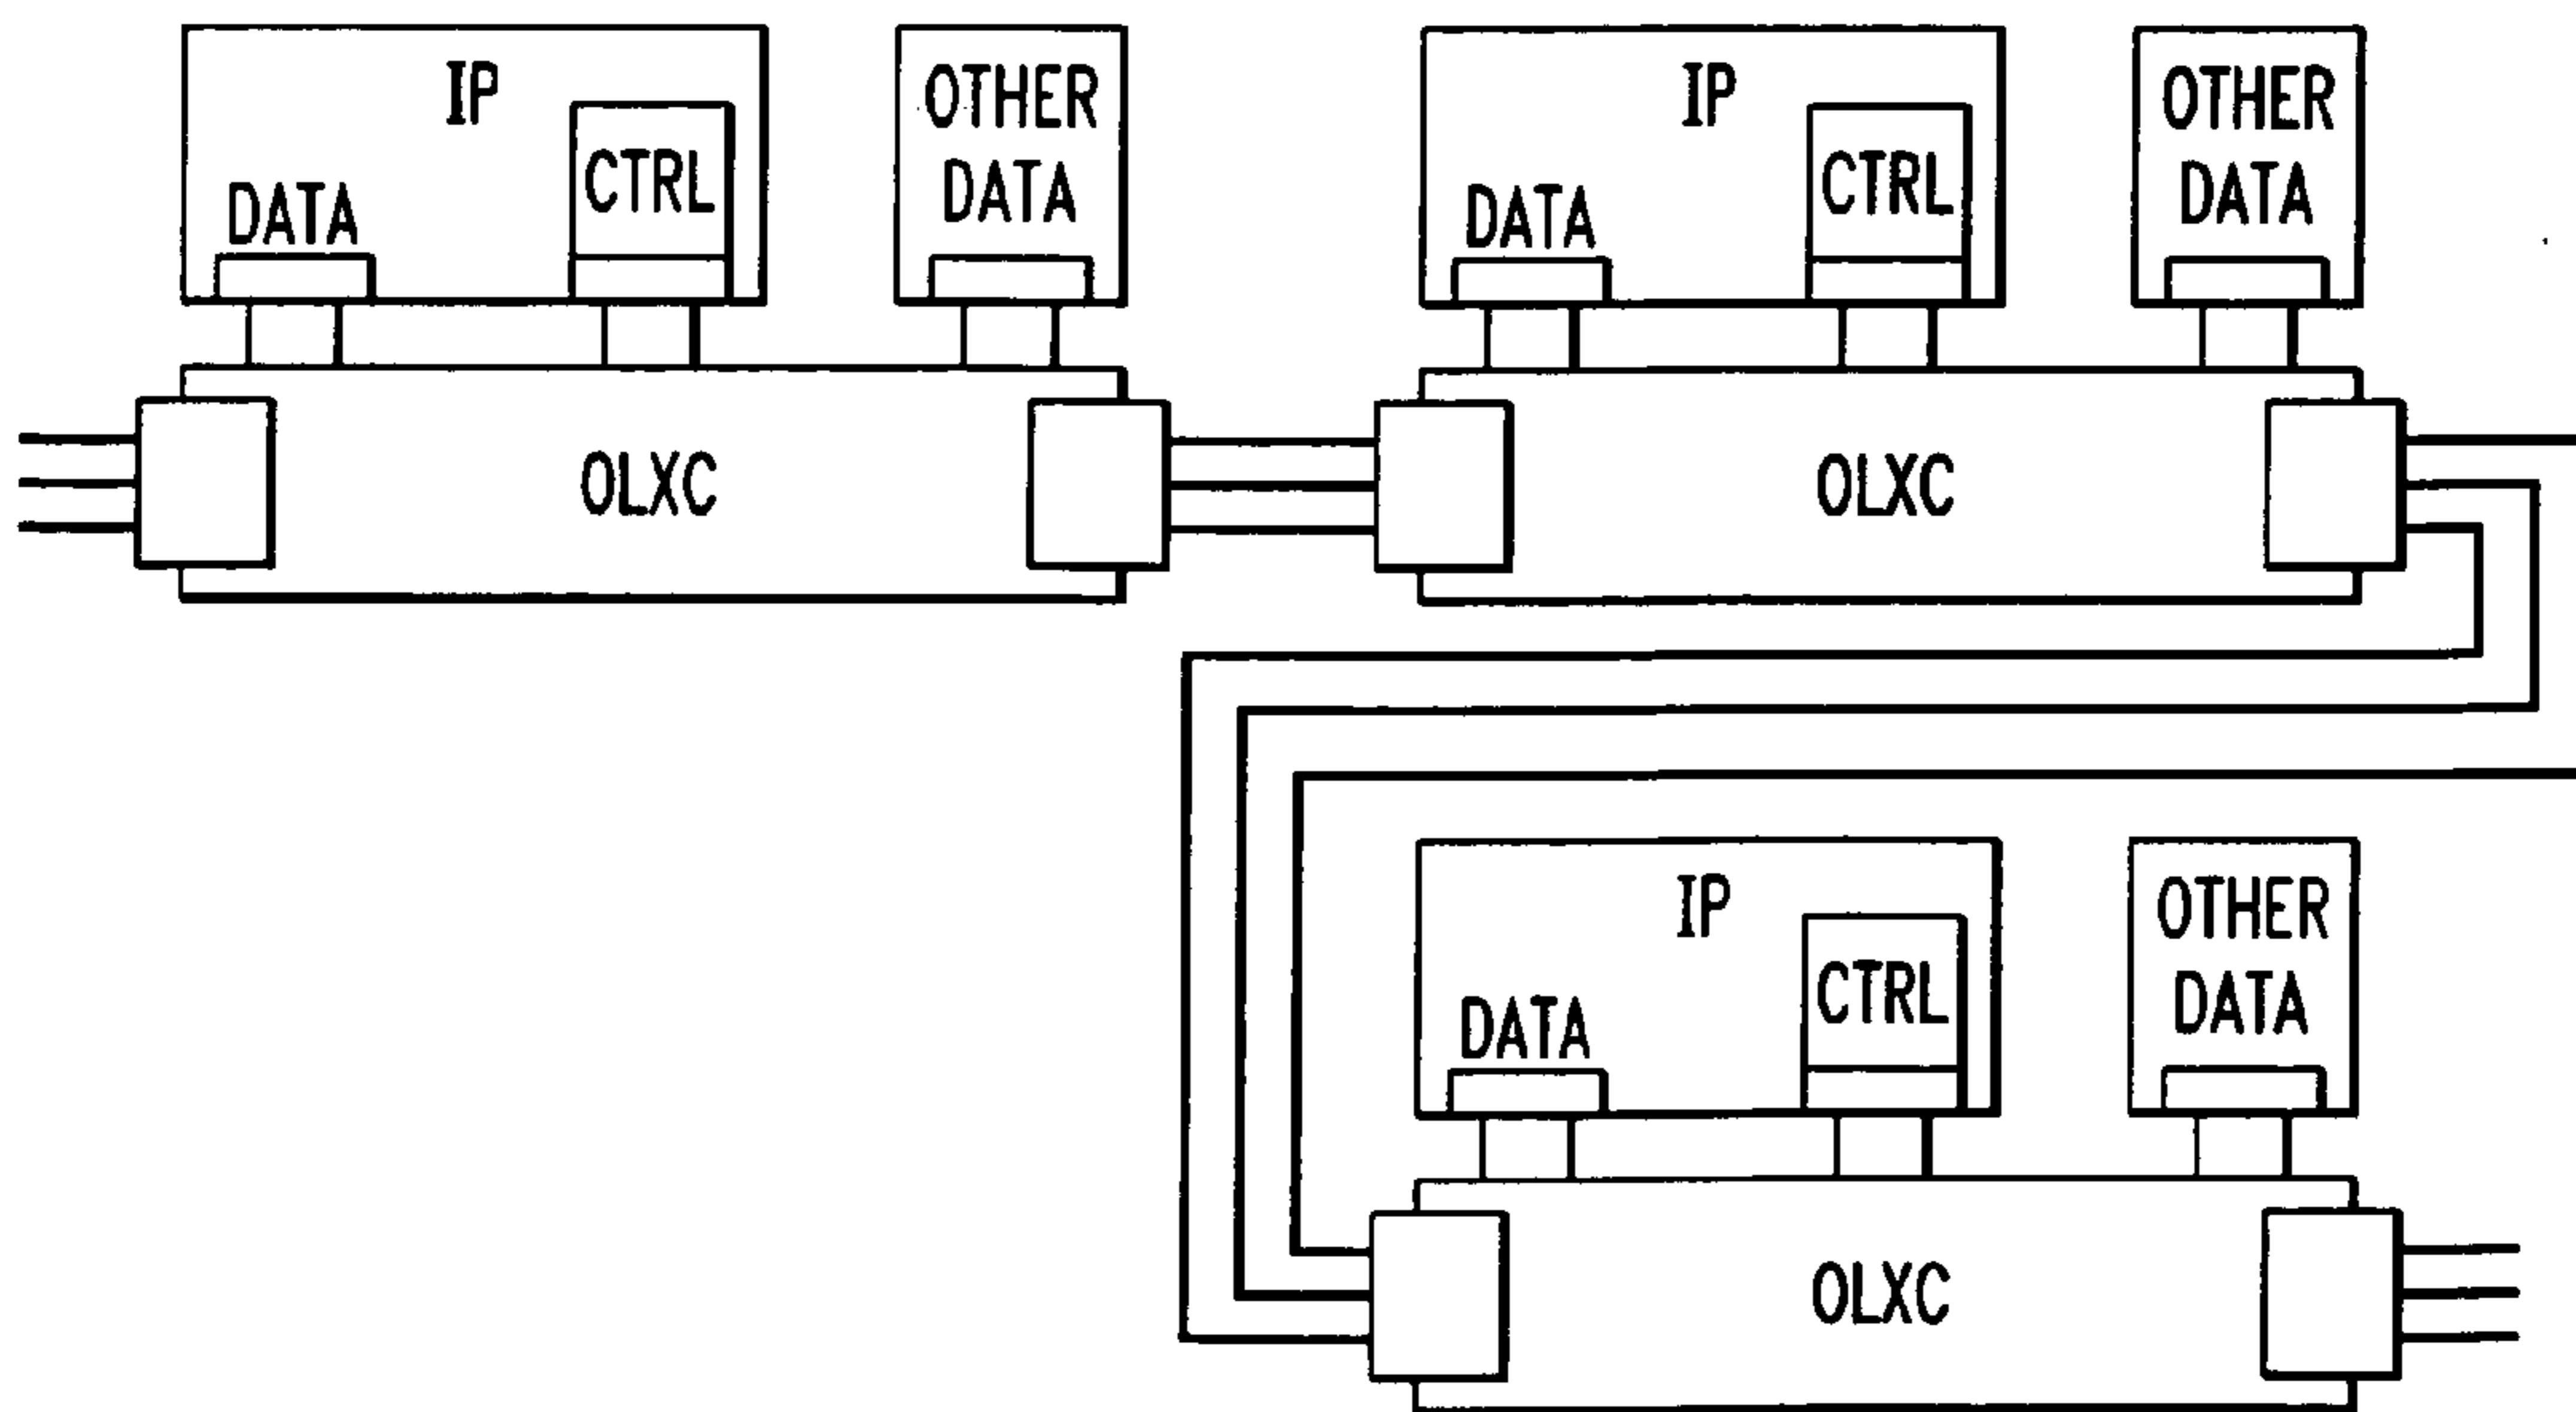 IP
CTRL
DATA
OTHER
DATA
OLXC
IP
CTRL
DATA
OTHER
DATA
OLXC
IP
CTRL
DATA
OTHER
DATA
OLXC